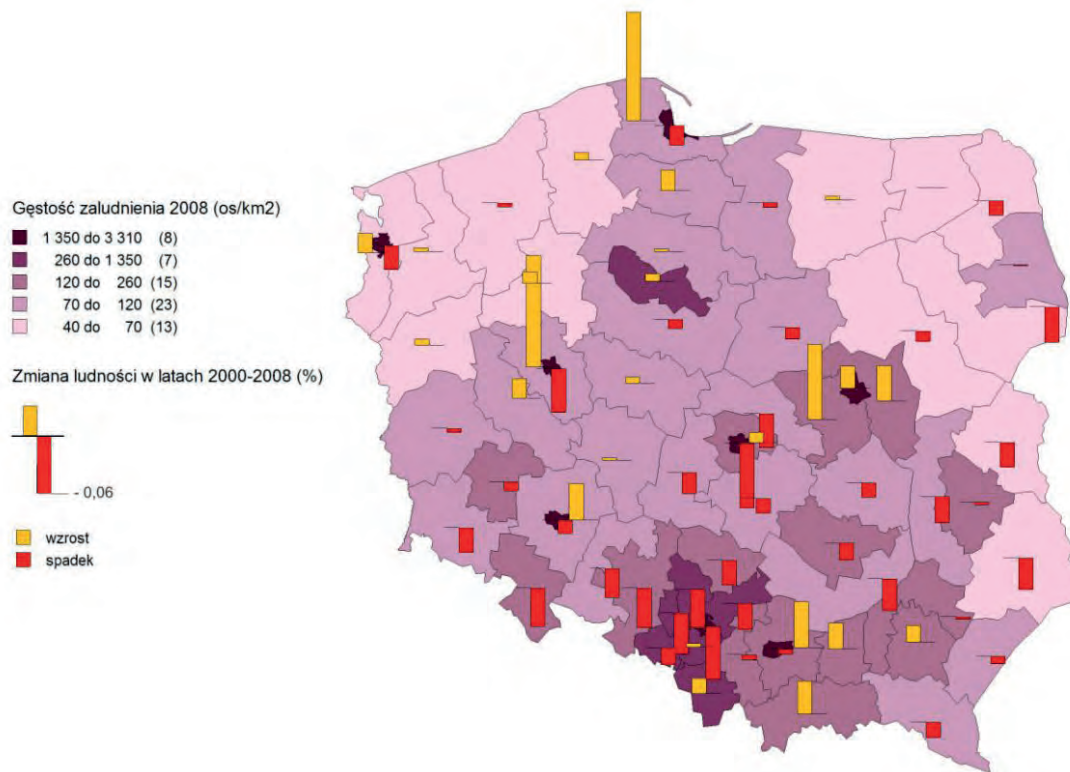 Gęstość zaludnienia 2008 (os/km2)
1 350 do 3 310 (8)
260 do 1 350 (7)
120 do 260 (15)
70 do 120 (23)
40 do 70 (13)
Zmiana ludności w latach 2000-2008 (%)
- 0,06
wzrost
spadek